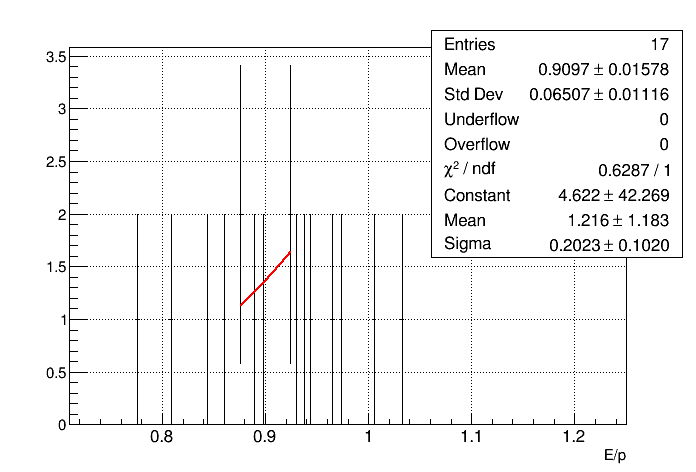 Entries 17
Mean 0.9097 ± 0.01578
Std Dev 0.06507 ± 0.01116
Underflow 0
Overflow 0
χ² / ndf 0.6287 / 1
Constant 4.622 ± 42.269
Mean 1.216 ± 1.183
Sigma 0.2023 ± 0.1020
3.5
3
2.5
2
1.5
1
0.5
0
0.8 0.9 1 1.1 1.2
E/p